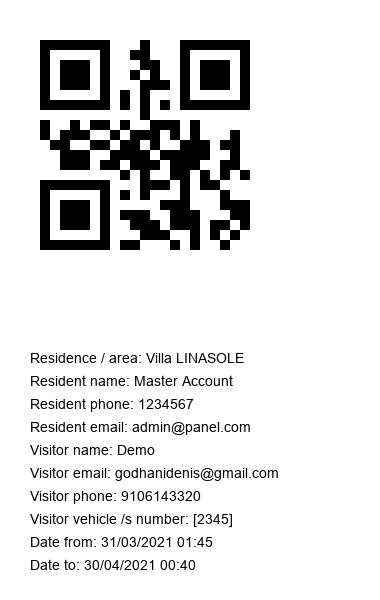 Residence / area: Villa LINASOLE
Resident name: Master Account
Resident phone: 1234567
Resident email: admin@panel.com
Visitor name: Demo
Visitor email: godhanidenis@gmail.com
Visitor phone: 9106143320
Visitor vehicle /s number: [2345]
Date from: 31/03/2021 01:45
Date to: 30/04/2021 00:40